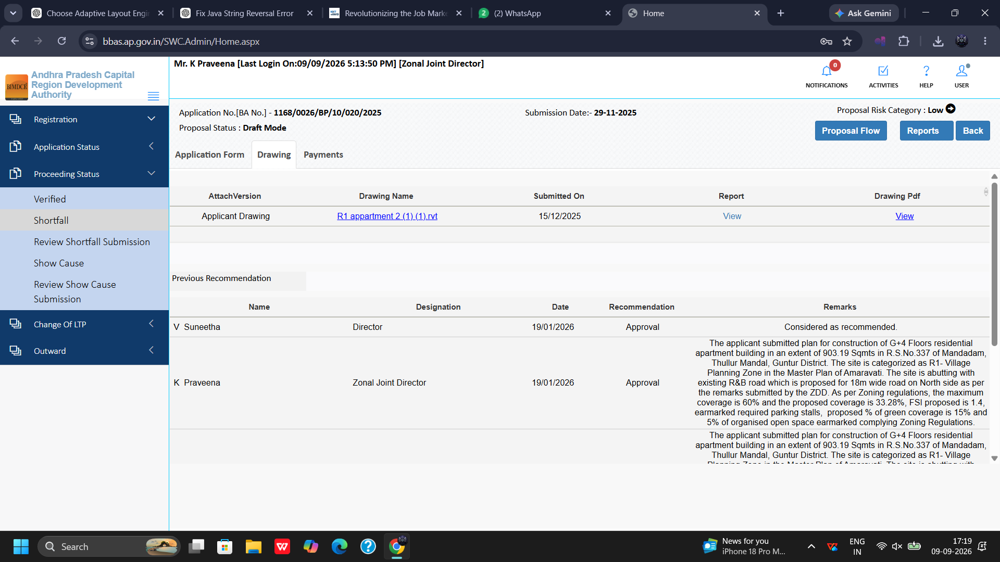 Choose Adaptive Layout Engi
Fix Java String Reversal Error
Revolutionizing the Job Marke
2
(2) WhatsApp
Home
Ask Gemini
bbas.ap.gov.in/SWC.Admin/Home.aspx
BIMDCR
Andhra Pradesh Capital
Region Development
Authority
Mr. K Praveena [Last Login On:09/09/2026 5:13:50 PM] [Zonal Joint Director]
0
NOTIFICATIONS
ACTIVITIES
HELP
USER
Registration
Application Status
Proceeding Status
Verified
Shortfall
Review Shortfall Submission
Show Cause
Review Show Cause
Submission
Change Of LTP
Outward
Application No.[BA No.] - 1168/0026/BP/10/020/2025
Submission Date:- 29-11-2025
Proposal Risk Category : Low
Proposal Status : Draft Mode
Proposal Flow
Reports
Back
Application Form
Drawing
Payments
AttachVersion Drawing Name Submitted On Report Drawing Pdf
Applicant Drawing R1 appartment 2 (1) (1).rvt 15/12/2025 View View
Previous Recommendation
Name Designation Date Recommendation Remarks
V Suneetha Director 19/01/2026 Approval Considered as recommended.
K Praveena Zonal Joint Director 19/01/2026 Approval
The applicant submitted plan for construction of G+4 Floors residential
apartment building in an extent of 903.19 Sqmts in R.S.No.337 of Mandadam,
Thullur Mandal, Guntur District. The site is categorized as R1- Village
Planning Zone in the Master Plan of Amaravati. The site is abutting with
existing R&B road which is proposed for 18m wide road on North side as per
the remarks submitted by the ZDD. As per Zoning regulations, the maximum
coverage is 60% and the proposed coverage is 33.28%, FSI proposed is 1.4,
earmarked required parking stalls, proposed % of green coverage is 15% and
5% of organised open space earmarked complying Zoning Regulations.
The applicant submitted plan for construction of G+4 Floors residential
apartment building in an extent of 903.19 Sqmts in R.S.No.337 of Mandadam,
Thullur Mandal, Guntur District. The site is categorized as R1- Village
Planning Zone in the Master Plan of Amaravati. The site is abutting with
Search
News for you
iPhone 18 Pro M...
ENG
IN
17:19
09-09-2026